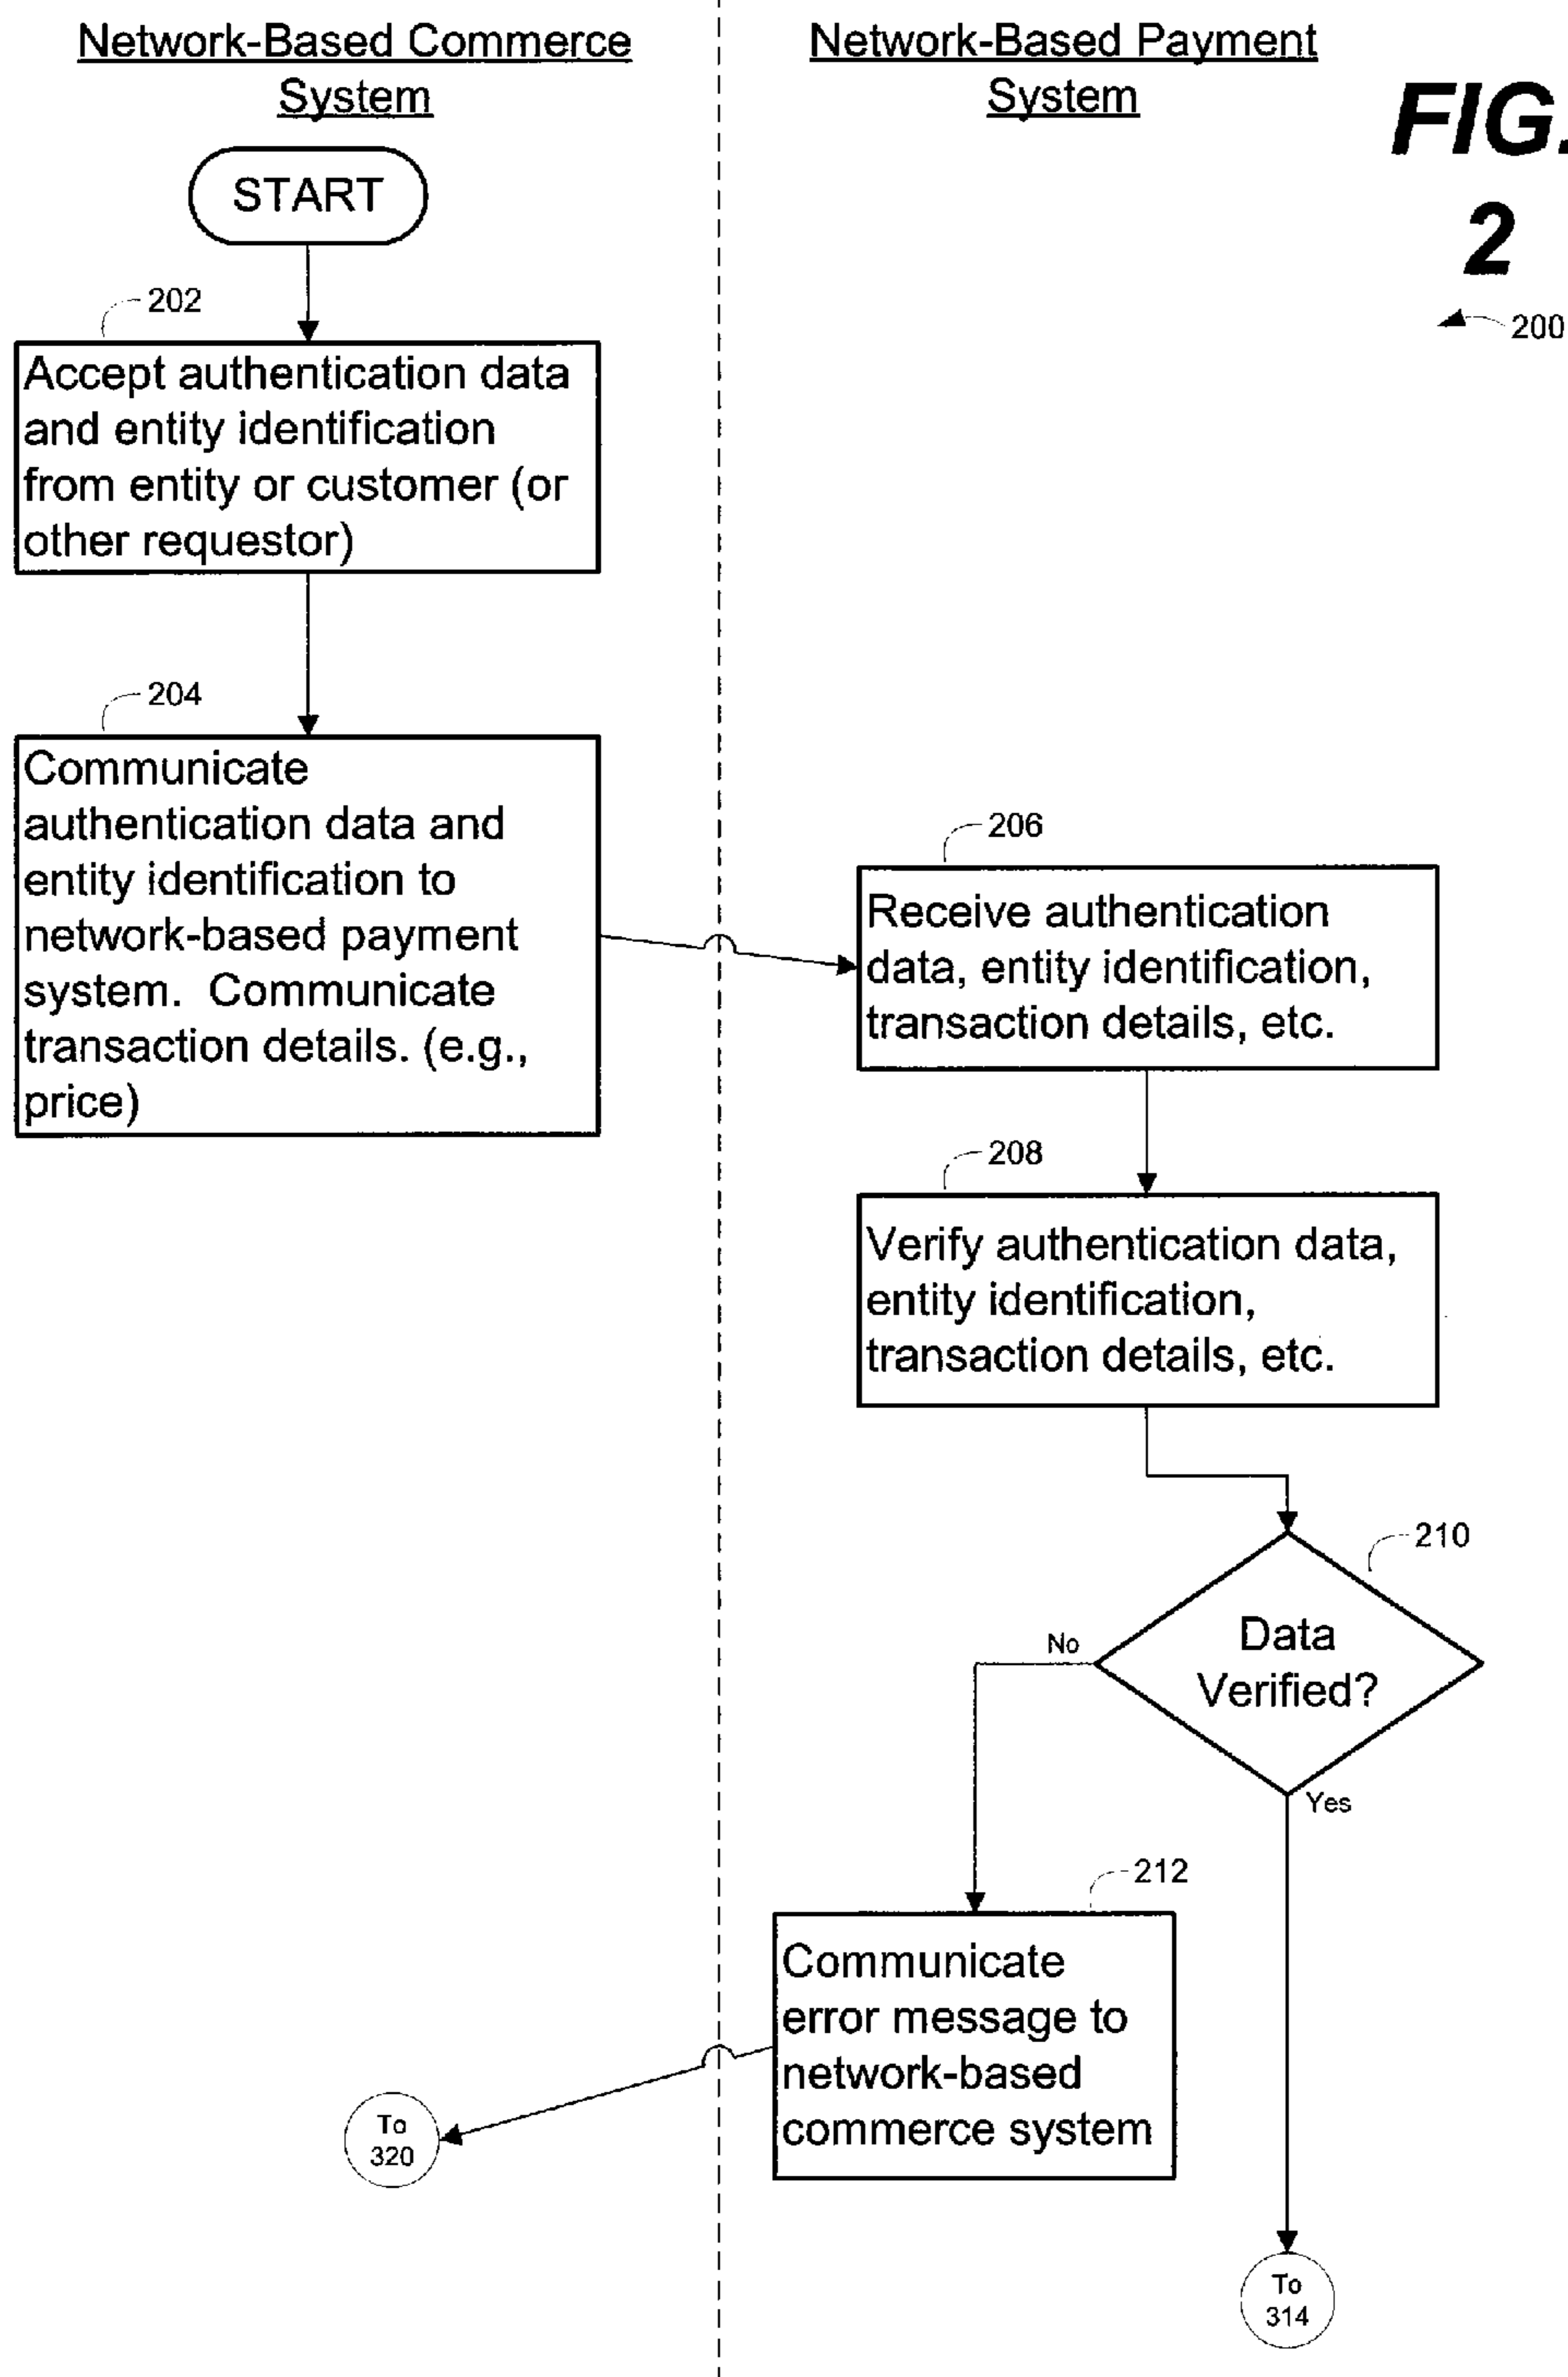 Network-Based Commerce
System
Network-Based Payment
System
FIG.
2
200
START
202
Accept authentication data
and entity identification
from entity or customer (or
other requestor)
204
Communicate
authentication data and
entity identification to
network-based payment
system.  Communicate
transaction details. (e.g.,
price)
206
Receive authentication
data, entity identification,
transaction details, etc.
208
Verify authentication data,
entity identification,
transaction details, etc.
210
Data
Verified?
No
Yes
212
Communicate
error message to
network-based
commerce system
To
320
To
314